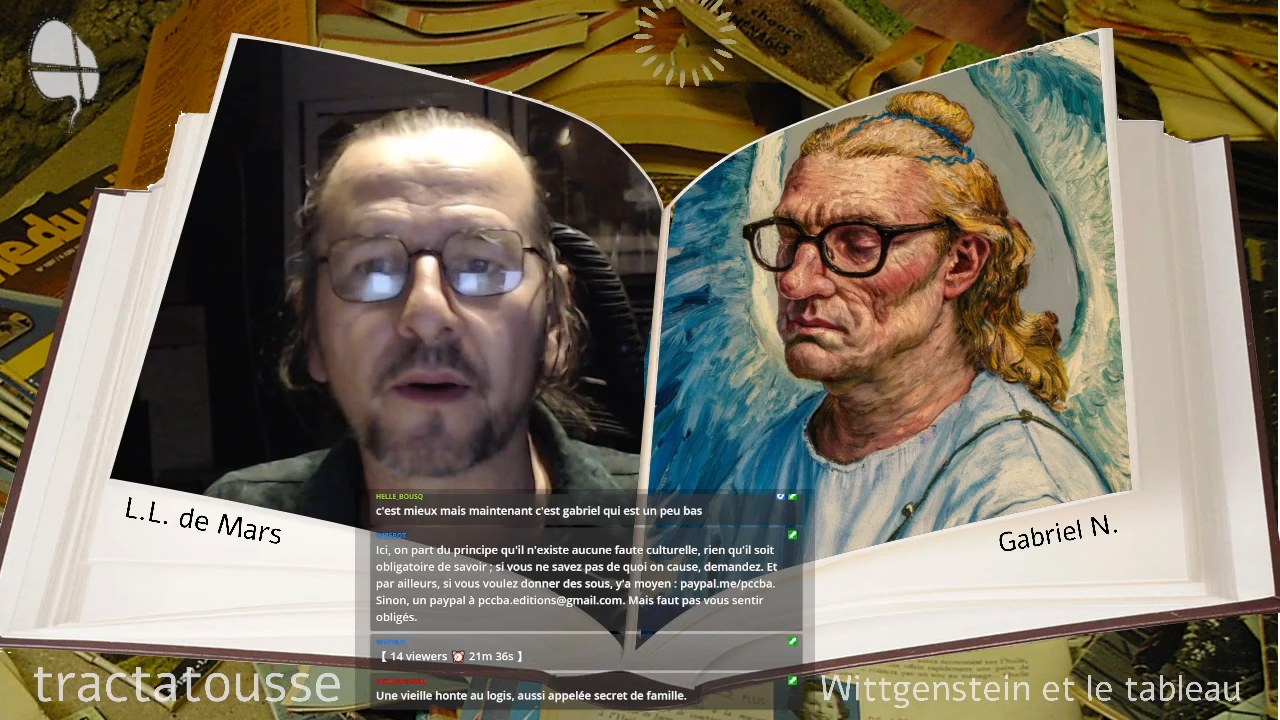 L.L. de Mars
Gabriel N.
HELLE_BOUSQ
c'est mieux mais maintenant c'est gabriel qui est un peu bas
Ici, on part du principe qu'il n'existe aucune faute culturelle, rien qu'il soit
obligatoire de savoir ; si vous ne savez pas de quoi on cause, demandez. Et
par ailleurs, si vous voulez donner des sous, y'a moyen : paypal.me/pccba.
Sinon, un paypal à pccba.editions@gmail.com. Mais faut pas vous sentir
obligés.
【 14 viewers ⏰ 21m 36s 】
Une vieille honte au logis, aussi appelée secret de famille.
tractatousse
Wittgenstein et le tableau